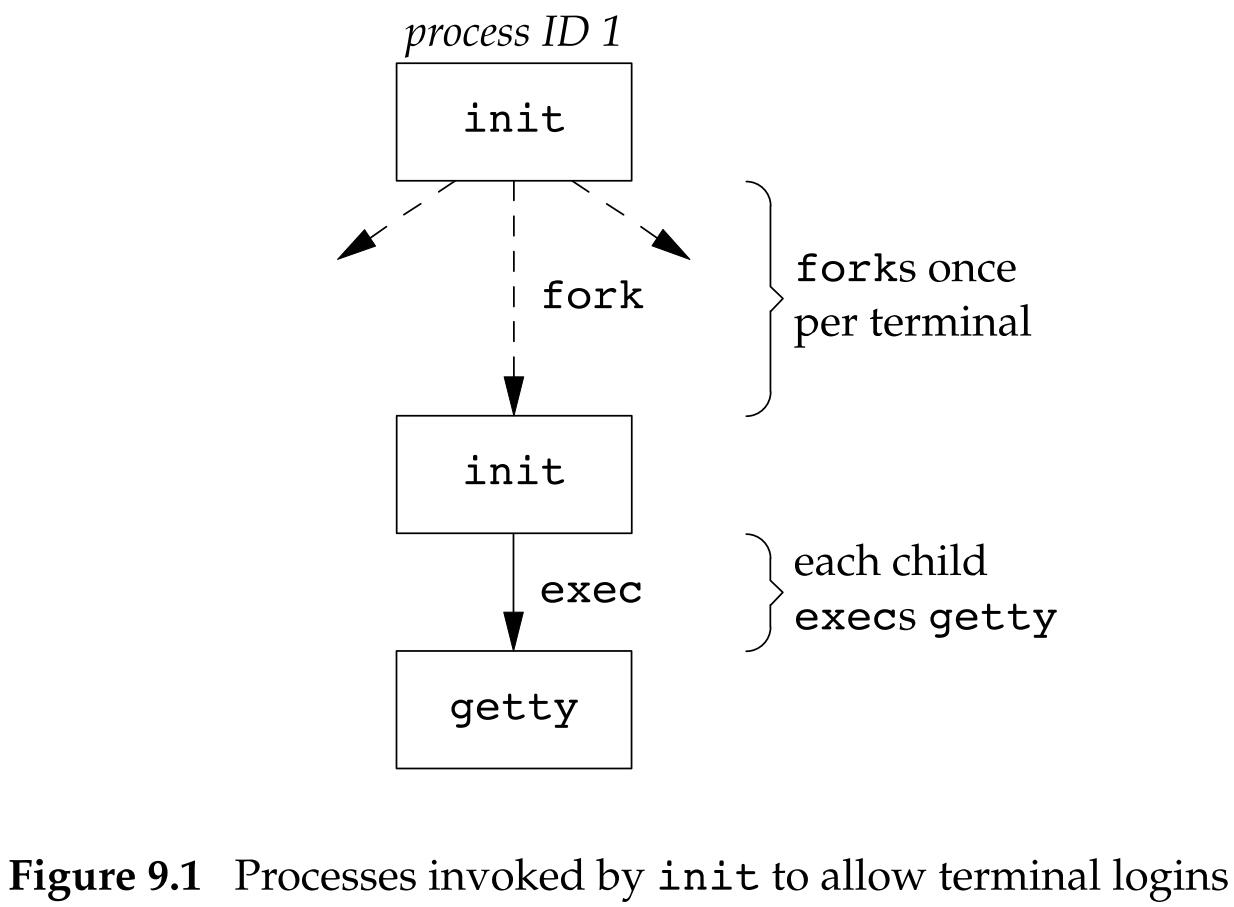 process ID 1
init
fork
forks once
per terminal
init
exec
each child
execs getty
getty
Figure 9.1 Processes invoked by init to allow terminal logins